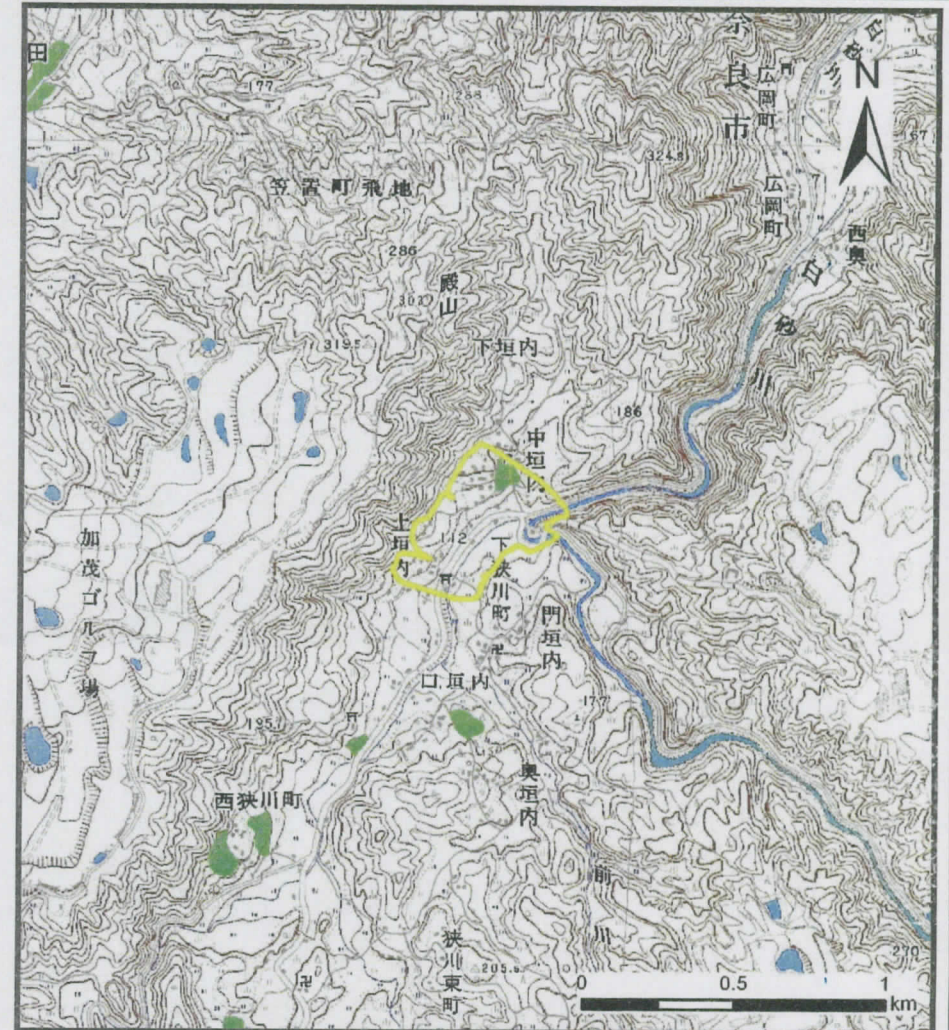 奈良市
広岡町
N
田
177
288
324.8
167
笠置町飛地
広岡町
西奥
286
殿山
白砂川
303
319.5
下垣内
186
中垣内
上垣内
112
下狭川町
加茂ゴルフ場
門垣内
口垣内
177
195
奥垣内
西狭川町
前川
狭川東町
205.8
270
0
0.5
1
km